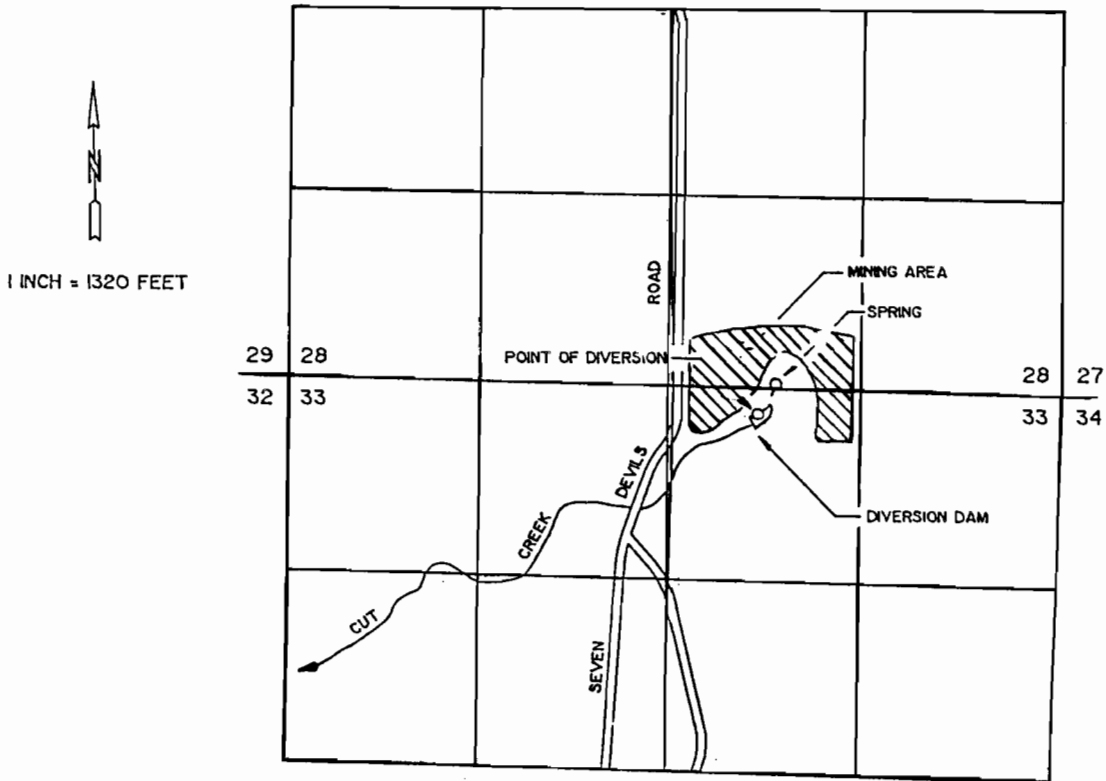 N
1 INCH = 1320 FEET
ROAD
MINING AREA
SPRING
POINT OF DIVERSION
29 28
32 33
28 27
33 34
DEVILS
DIVERSION DAM
CREEK
CUT
SEVEN